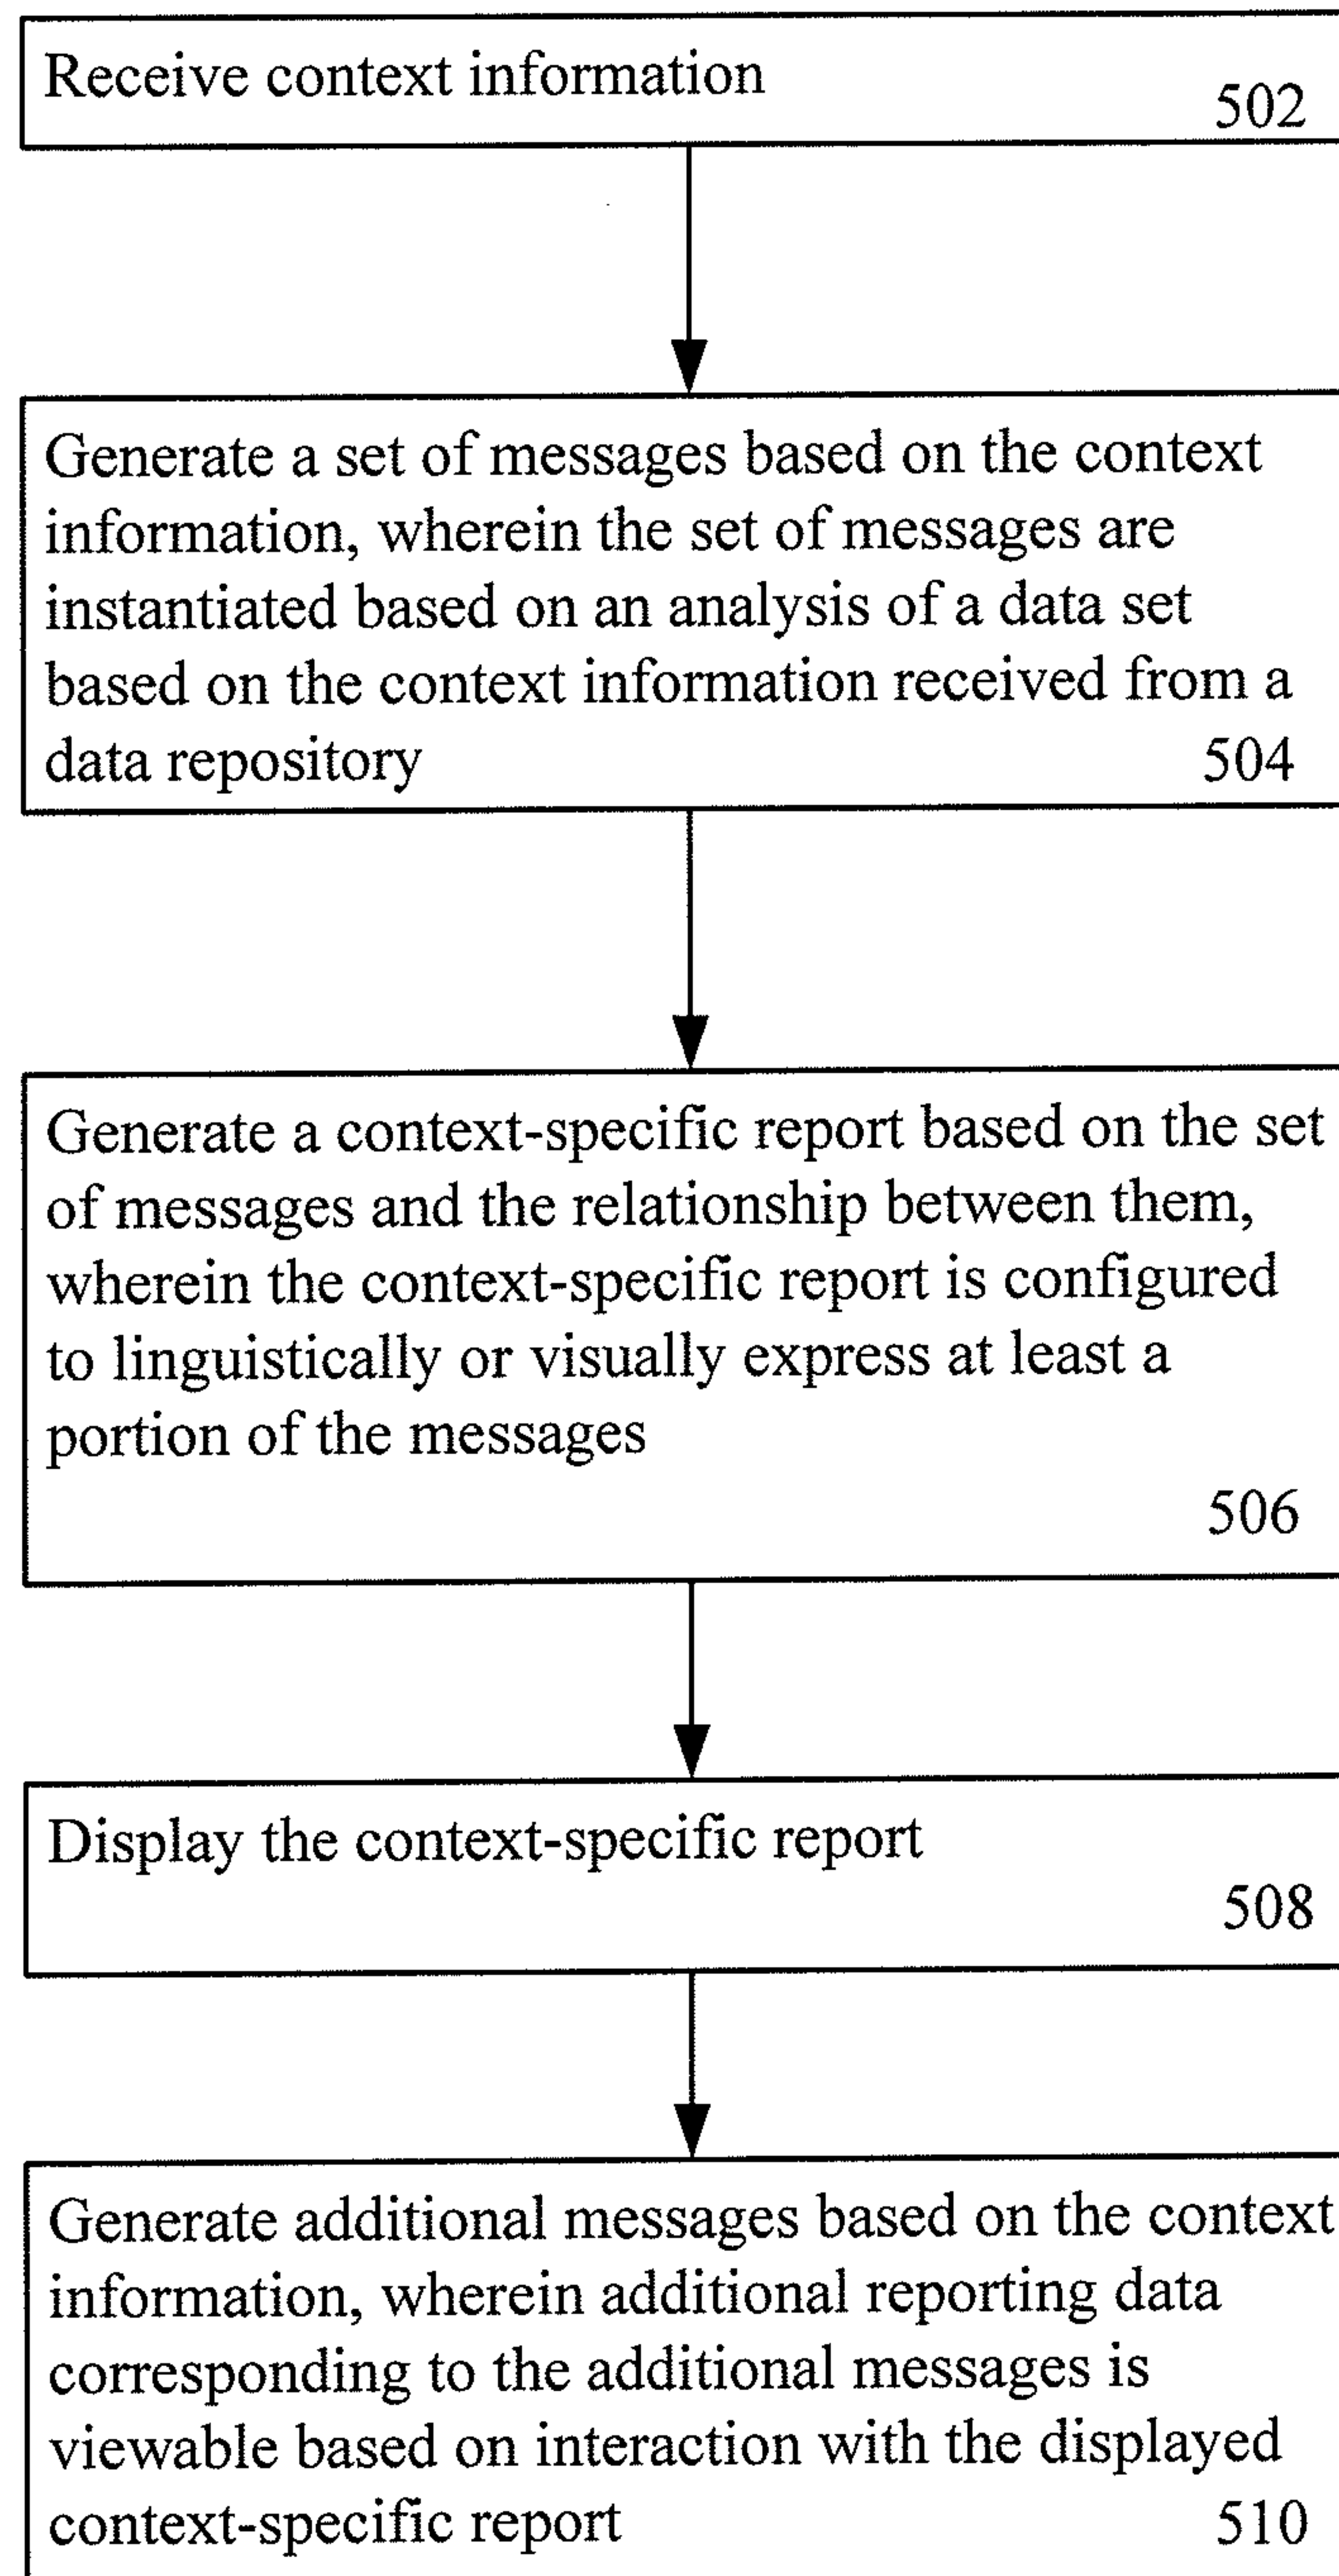 Receive context information
502
Generate a set of messages based on the context
information, wherein the set of messages are
instantiated based on an analysis of a data set
based on the context information received from a
data repository 504
Generate a context-specific report based on the set
of messages and the relationship between them,
wherein the context-specific report is configured
to linguistically or visually express at least a
portion of the messages
506
Display the context-specific report
508
Generate additional messages based on the context
information, wherein additional reporting data
corresponding to the additional messages is
viewable based on interaction with the displayed
context-specific report 510